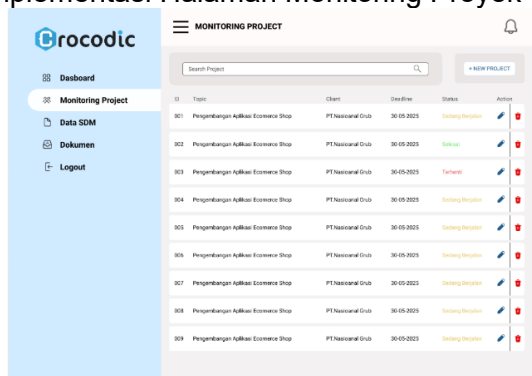 Implementasi Halaman Monitoring Proyek
Crocodic
MONITORING PROJECT
Search Project
+ NEW PROJECT
Dasboard
Monitoring Project
Data SDM
Dokumen
Logout
ID Topic Client Deadline Status Action
001 Pengembangan Aplikasi Ecomerce Shop PT.Nasioanal Grub 30-05-2025 Sedang Berjalan
002 Pengembangan Aplikasi Ecomerce Shop PT.Nasioanal Grub 30-05-2025 Selesai
003 Pengembangan Aplikasi Ecomerce Shop PT.Nasioanal Grub 30-05-2025 Terhenti
004 Pengembangan Aplikasi Ecomerce Shop PT.Nasioanal Grub 30-05-2025 Sedang Berjalan
005 Pengembangan Aplikasi Ecomerce Shop PT.Nasioanal Grub 30-05-2025 Sedang Berjalan
006 Pengembangan Aplikasi Ecomerce Shop PT.Nasioanal Grub 30-05-2025 Sedang Berjalan
007 Pengembangan Aplikasi Ecomerce Shop PT.Nasioanal Grub 30-05-2025 Sedang Berjalan
008 Pengembangan Aplikasi Ecomerce Shop PT.Nasioanal Grub 30-05-2025 Sedang Berjalan
009 Pengembangan Aplikasi Ecomerce Shop PT.Nasioanal Grub 30-05-2025 Sedang Berjalan